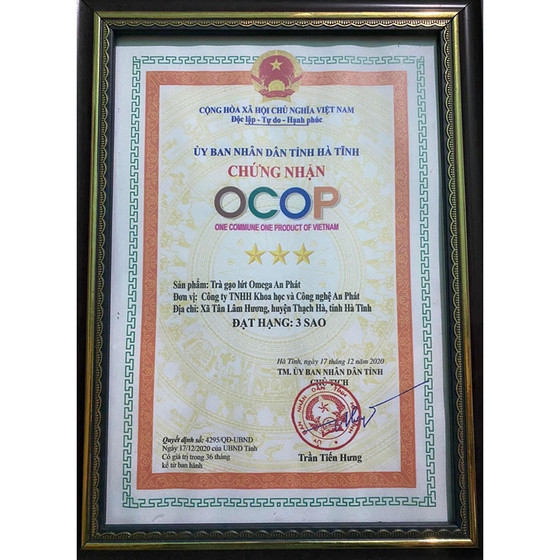 CỘNG HÒA XÃ HỘI CHỦ NGHĨA VIỆT NAM
Độc lập - Tự do - Hạnh phúc
ỦY BAN NHÂN DÂN TỈNH HÀ TĨNH
CHỨNG NHẬN
OCOP
ONE COMMUNE ONE PRODUCT OF VIETNAM
Sản phẩm: Trà gạo lứt Omega An Phát
Đơn vị: Công ty TNHH Khoa học và Công nghệ An Phát
Địa chỉ: Xã Tân Lâm Hương, huyện Thạch Hà, tỉnh Hà Tĩnh
ĐẠT HẠNG: 3 SAO
Hà Tĩnh, ngày 17 tháng 12 năm 2020
TM. ỦY BAN NHÂN DÂN TỈNH
CHỦ TỊCH
Quyết định số: 4295/QĐ-UBND
Ngày 17/12/2020 của UBND Tỉnh
Có giá trị trong 36 tháng
kể từ ban hành
Trần Tiến Hưng